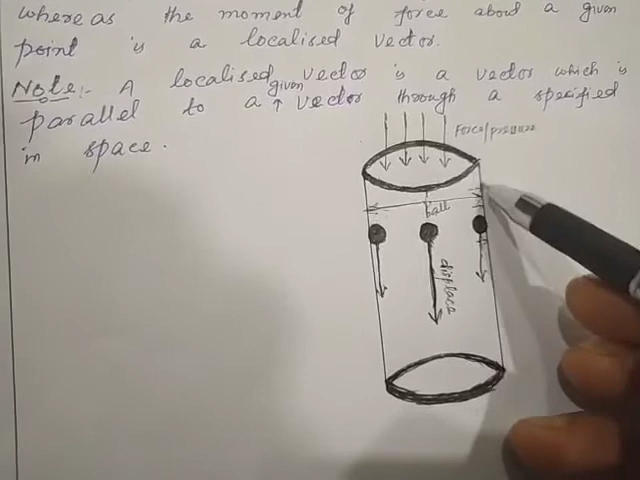 whereas the moment of force about a given
point is a localised vector.
Note:- A localised vector is a vector which is
parallel to a given vector through a specified
in space.
Force/pressure
ball
displace